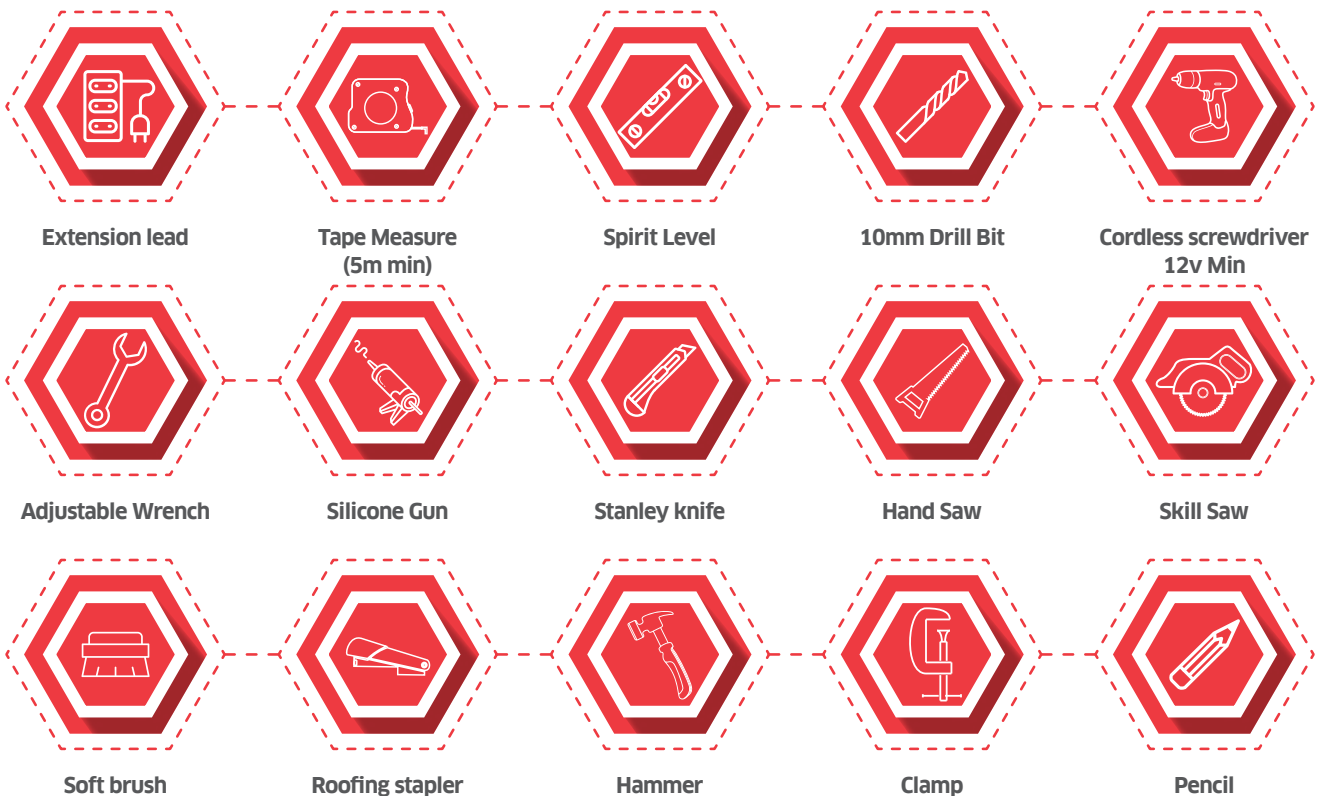 Extension lead
Tape Measure
(5m min)
Spirit Level
10mm Drill Bit
Cordless screwdriver
12v Min
Adjustable Wrench
Silicone Gun
Stanley knife
Hand Saw
Skill Saw
Soft brush
Roofing stapler
Hammer
Clamp
Pencil